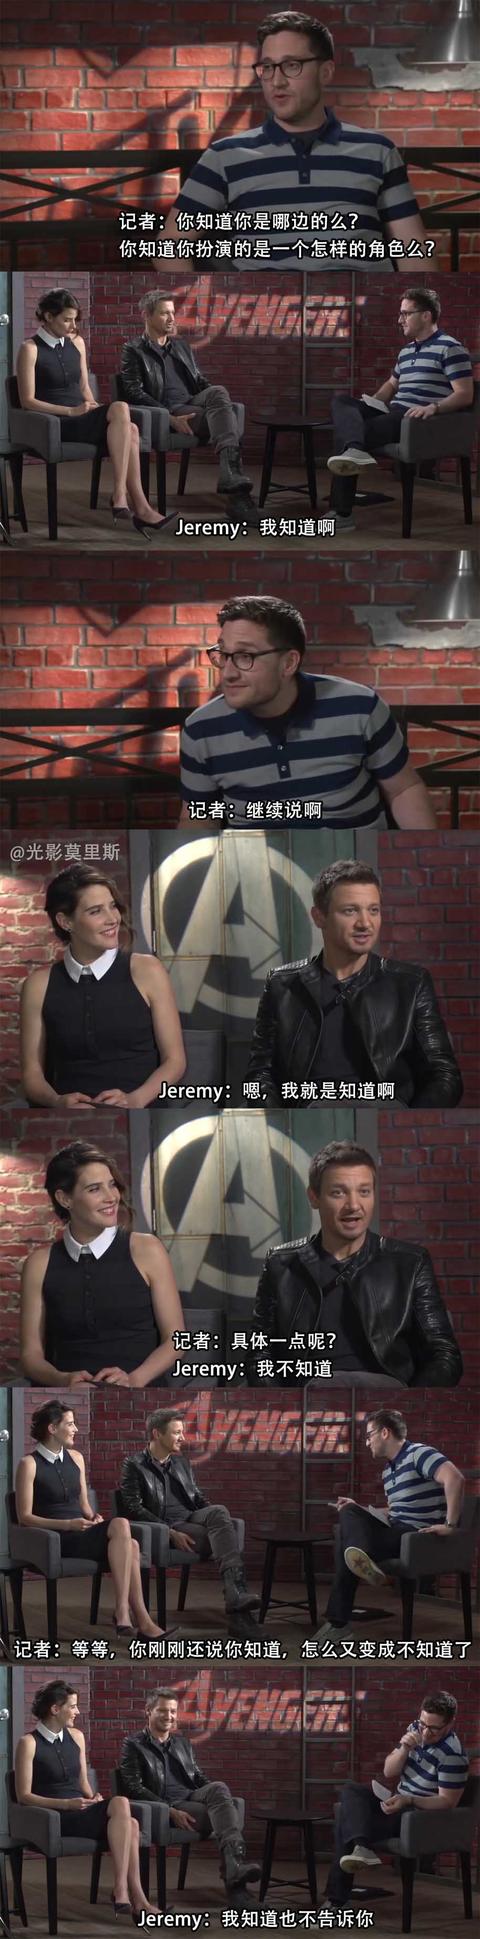 记者：你知道你是哪边的么？
你知道你扮演的是一个怎样的角色么？
AVENGERS
Jeremy：我知道啊
记者：继续说啊
@光影莫里斯
Jeremy：嗯，我就是知道啊
记者：具体一点呢？
Jeremy：我不知道
AVENGERS
记者：等等，你刚刚还说你知道，怎么又变成不知道了
AVENGERS
Jeremy：我知道也不告诉你